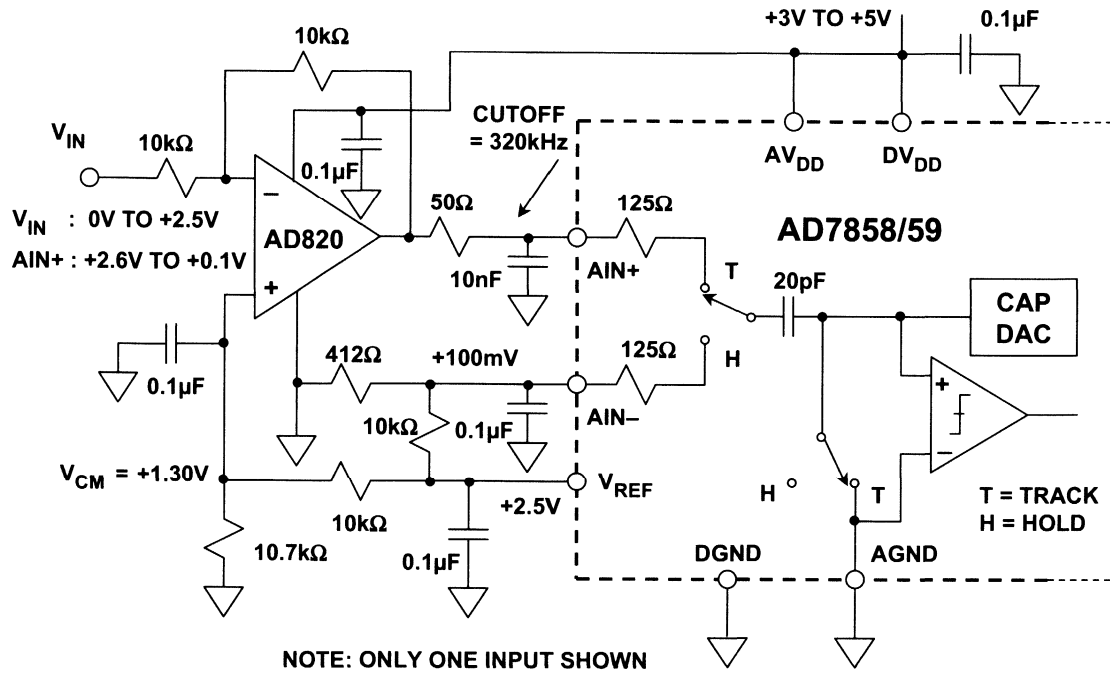 +3V TO +5V
0.1µF
10kΩ
CUTOFF
= 320kHz
V_IN
10kΩ
0.1µF
AV_DD
DV_DD
V_IN : 0V TO +2.5V
AIN+ : +2.6V TO +0.1V
–
AD820
+
50Ω
125Ω
AD7858/59
10nF
AIN+
T
20pF
CAP
DAC
H
0.1µF
412Ω
+100mV
125Ω
10kΩ
0.1µF
AIN–
+
–
V_CM = +1.30V
10kΩ
+2.5V
V_REF
H
T
T = TRACK
H = HOLD
10.7kΩ
0.1µF
DGND
AGND
NOTE: ONLY ONE INPUT SHOWN